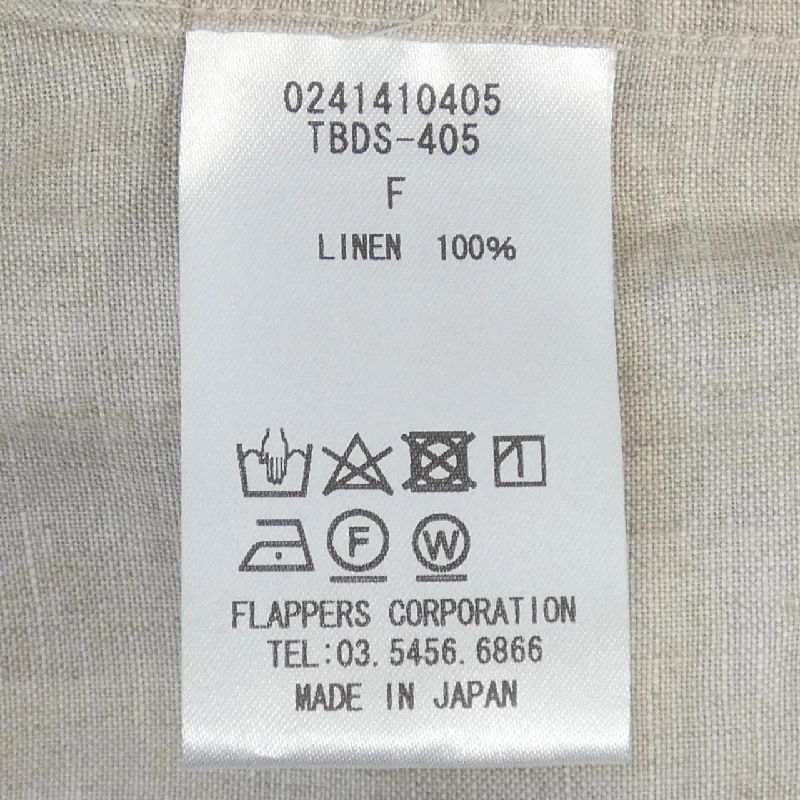 0241410405
TBDS-405
F
LINEN 100%
F W
FLAPPERS CORPORATION
TEL:03.5456.6866
MADE IN JAPAN